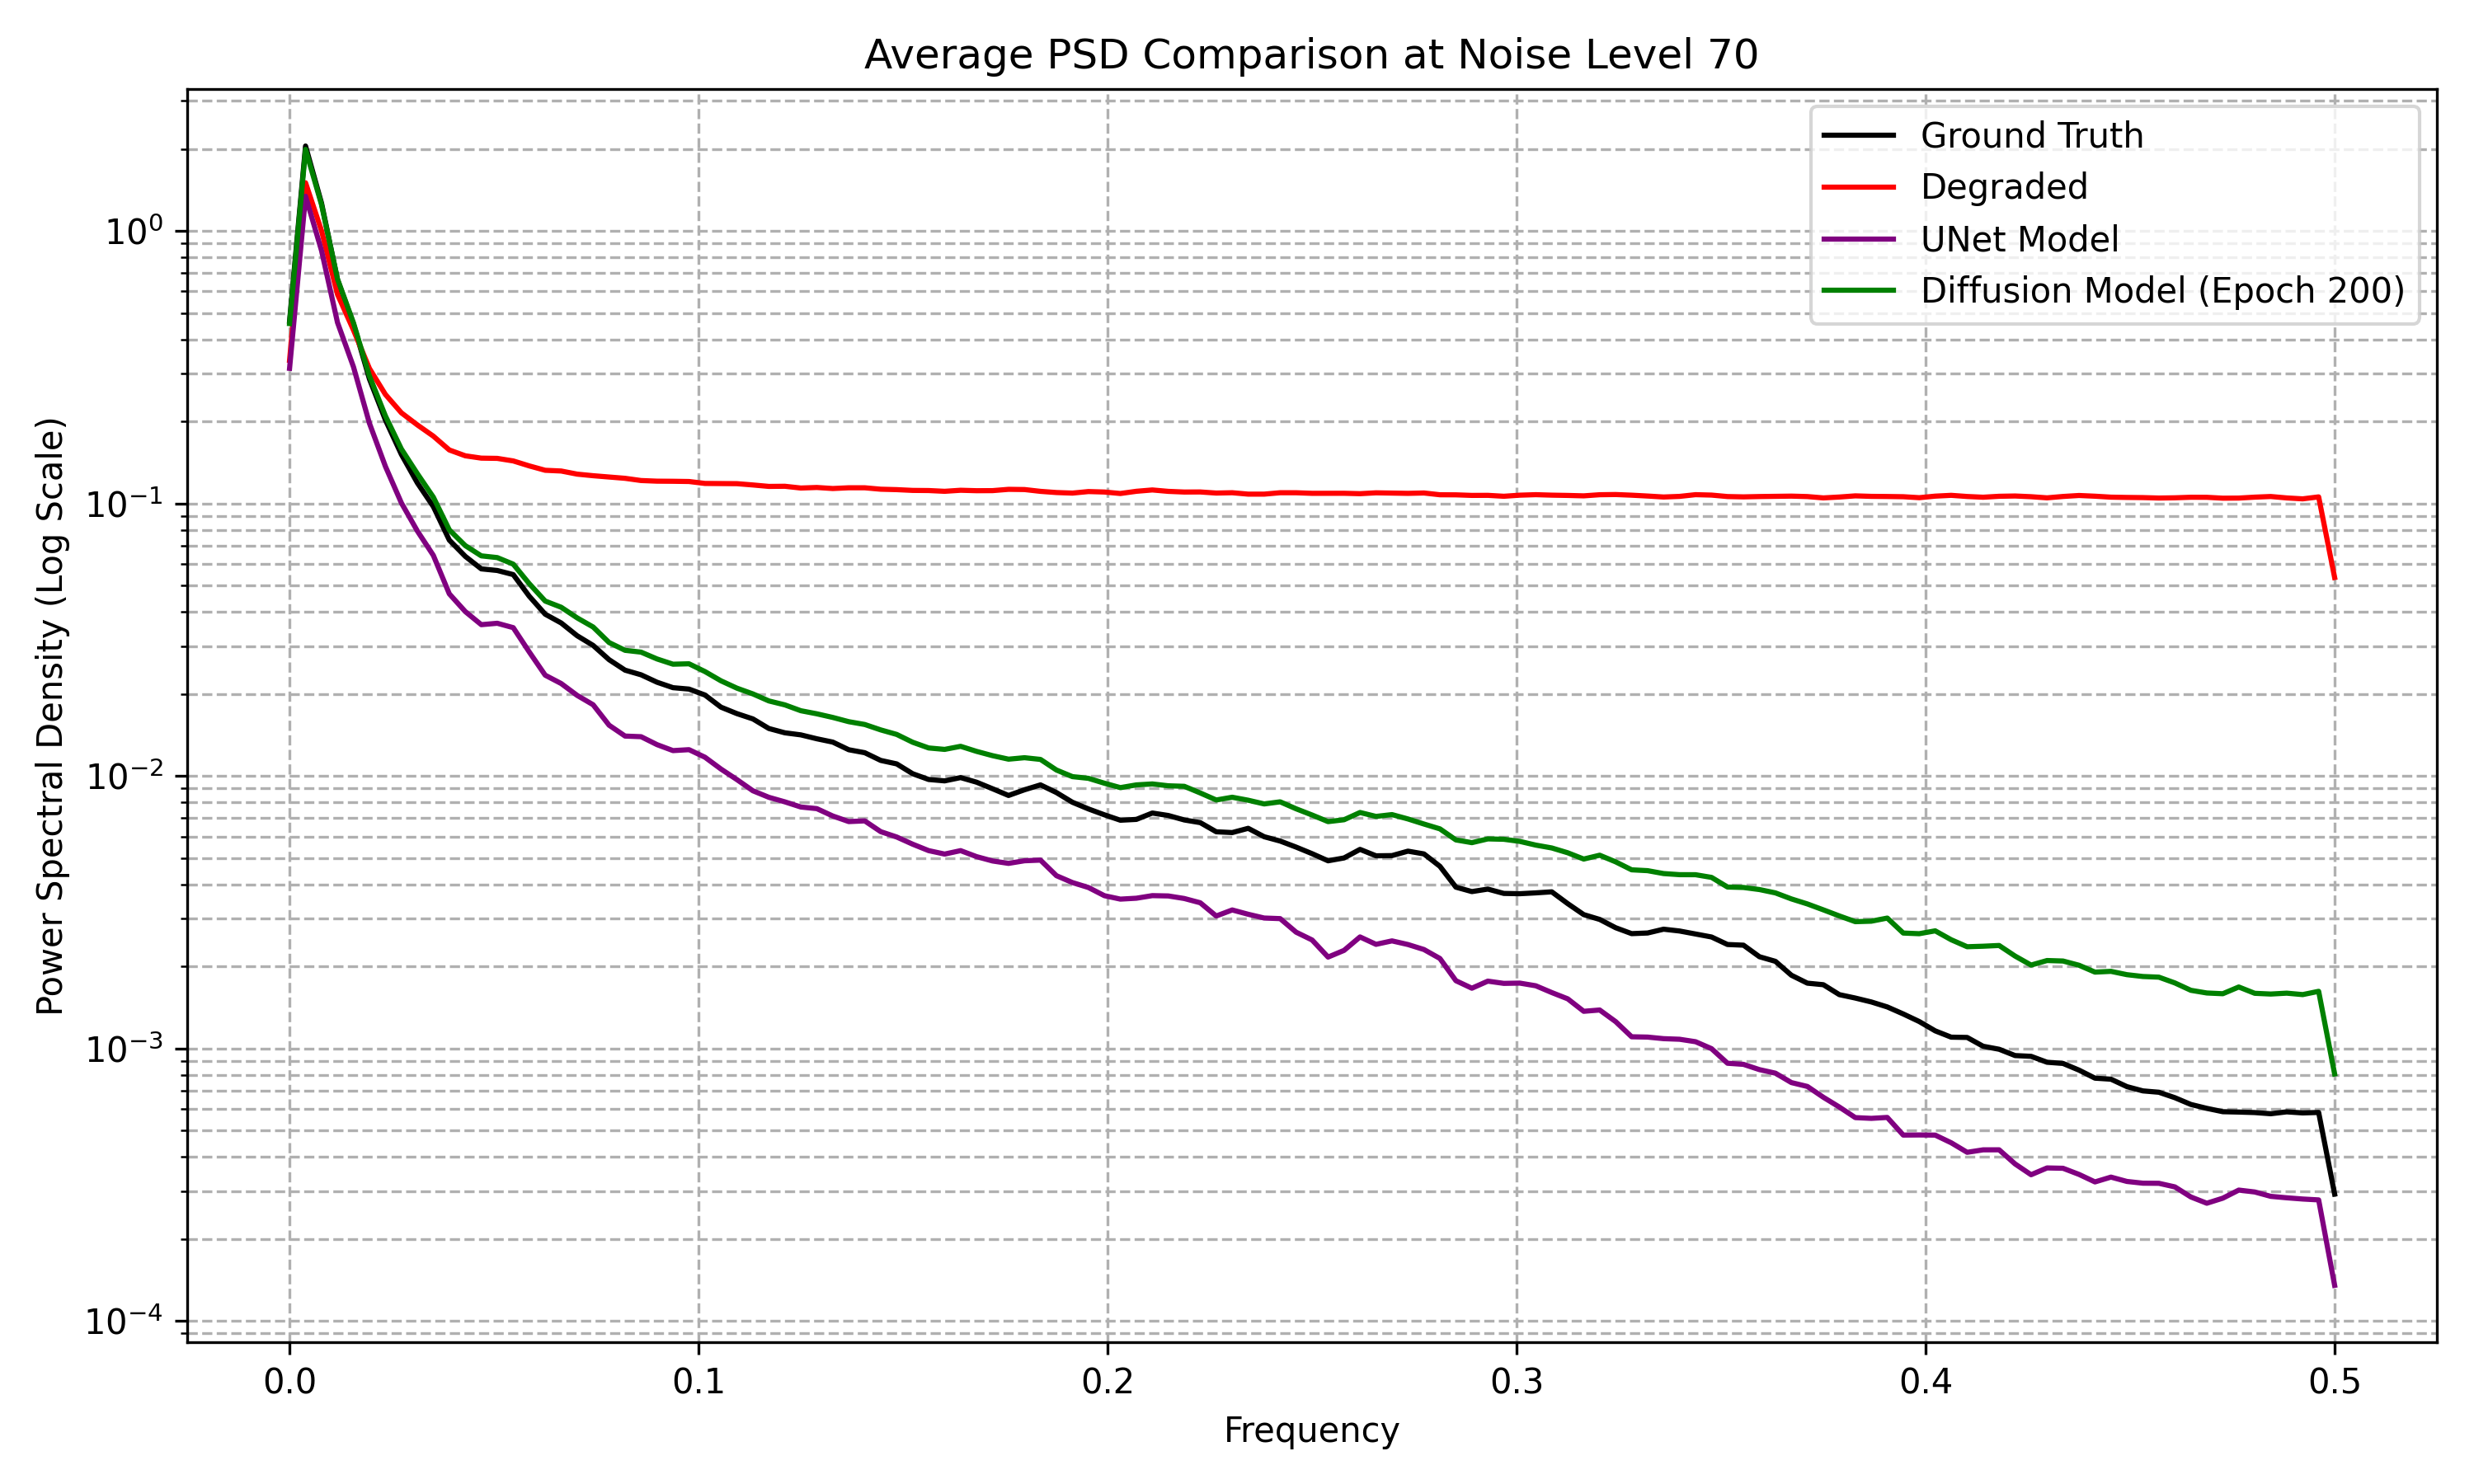 Average PSD Comparison at Noise Level 70
Ground Truth
Degraded
UNet Model
Diffusion Model (Epoch 200)
Power Spectral Density (Log Scale)
10⁰
10⁻¹
10⁻²
10⁻³
10⁻⁴
0.0 0.1 0.2 0.3 0.4 0.5
Frequency